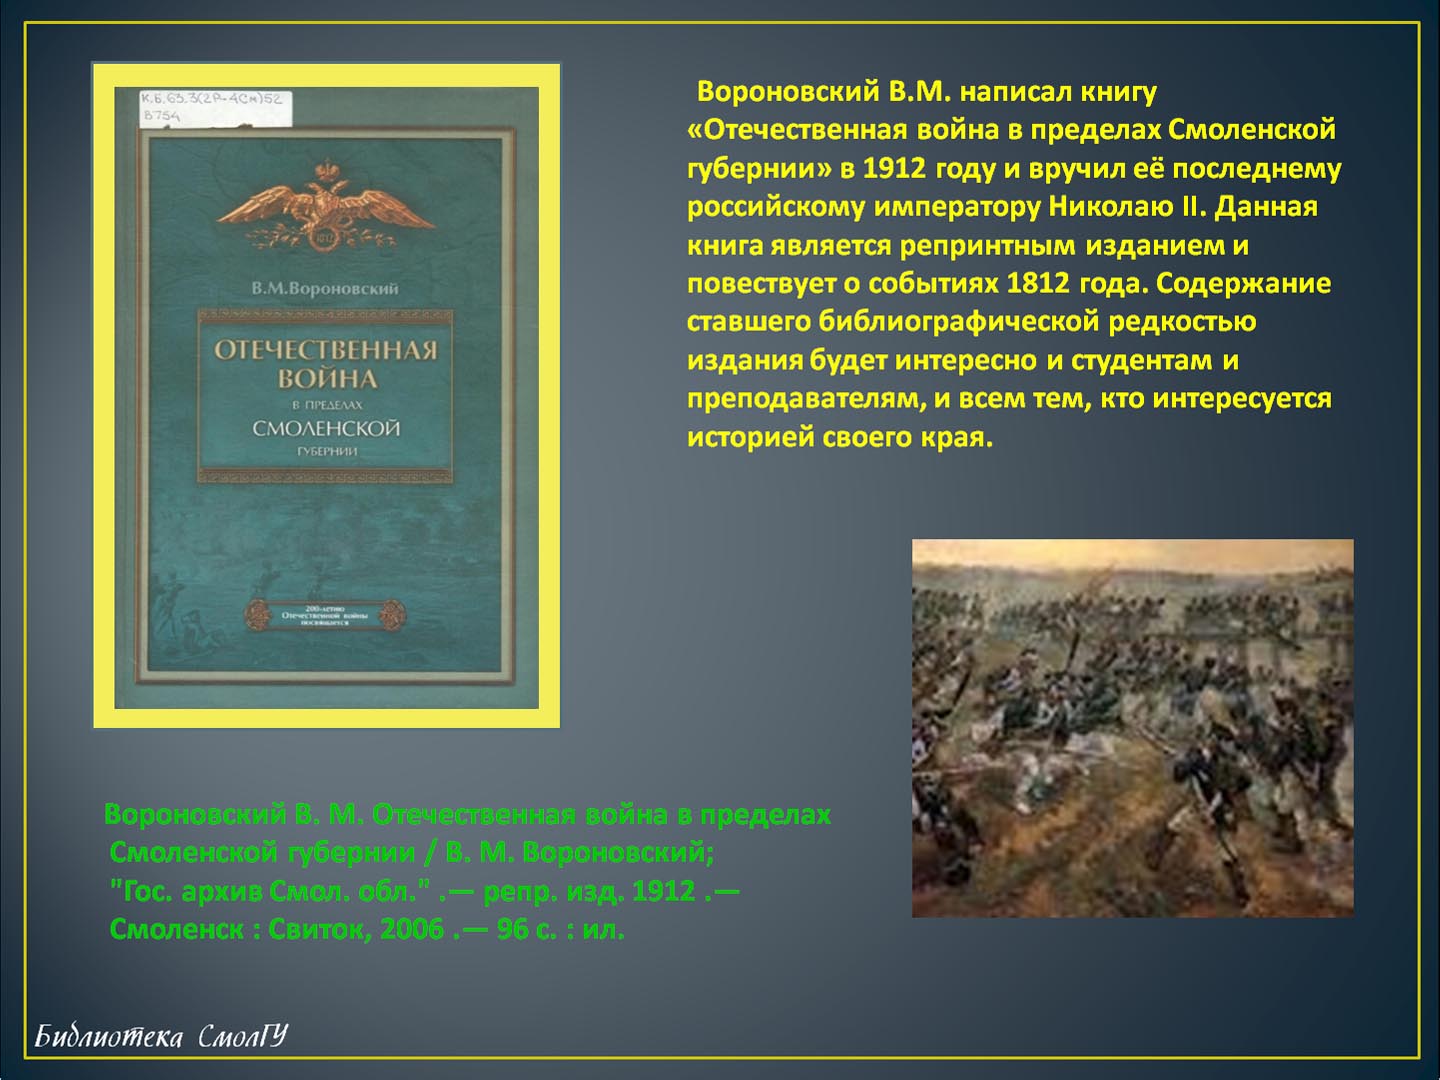 К.Б.63.3(2Р-4См)52
В754
1812
В.М.Вороновский
ОТЕЧЕСТВЕННАЯ
ВОЙНА
В ПРЕДЕЛАХ
СМОЛЕНСКОЙ
ГУБЕРНИИ
200-летию
Отечественной войны
посвящается
Вороновский В.М. написал книгу
«Отечественная война в пределах Смоленской
губернии» в 1912 году и вручил её последнему
российскому императору Николаю II. Данная
книга является репринтным изданием и
повествует о событиях 1812 года. Содержание
ставшего библиографической редкостью
издания будет интересно и студентам и
преподавателям, и всем тем, кто интересуется
историей своего края.
Вороновский В. М. Отечественная война в пределах
Смоленской губернии / В. М. Вороновский;
"Гос. архив Смол. обл." .— репр. изд. 1912 .—
Смоленск : Свиток, 2006 .— 96 с. : ил.
Библиотека СмолГУ